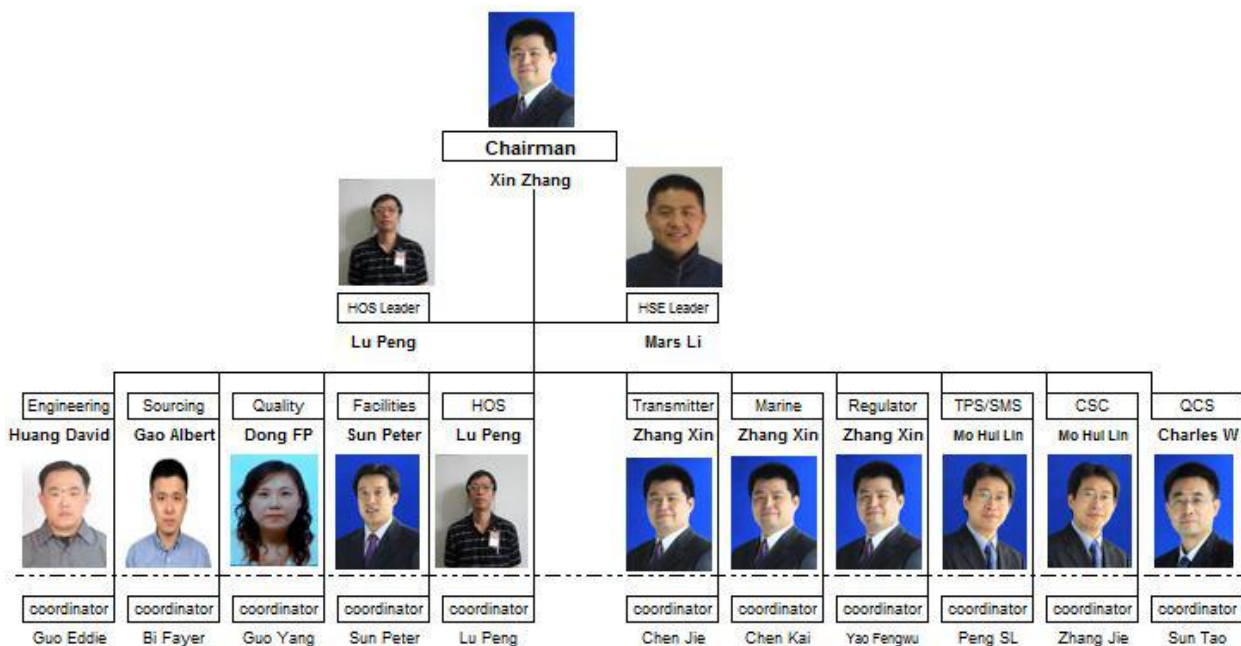 Chairman
Xin Zhang
HOS Leader HSE Leader
Lu Peng Mars Li
Engineering Sourcing Quality Facilities HOS Transmitter Marine Regulator TPS/SMS CSC QCS
Huang David Gao Albert Dong FP Sun Peter Lu Peng Zhang Xin Zhang Xin Zhang Xin Mo Hui Lin Mo Hui Lin Charles W
coordinator coordinator coordinator coordinator coordinator coordinator coordinator coordinator coordinator coordinator coordinator
Guo Eddie Bi Fayer Guo Yang Sun Peter Lu Peng Chen Jie Chen Kai Yao Fengwu Peng SL Zhang Jie Sun Tao